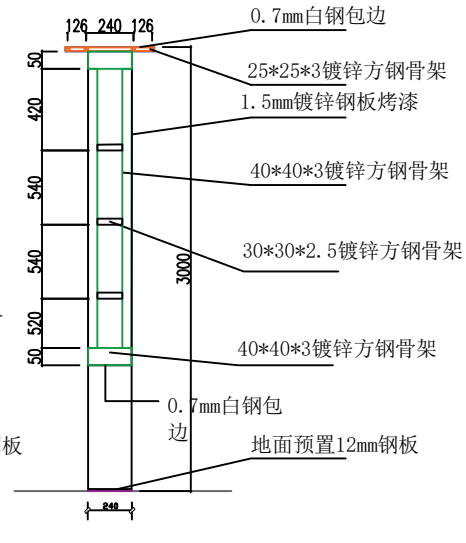 126 240 126
0.7mm白钢包边
50
25*25*3镀锌方钢骨架
1.5mm镀锌钢板烤漆
420
40*40*3镀锌方钢骨架
540
30*30*2.5镀锌方钢骨架
540
3000
520
40*40*3镀锌方钢骨架
50
0.7mm白钢包
边
钢板
地面预置12mm钢板
240